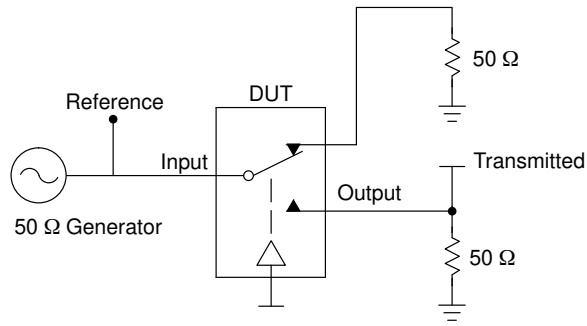 50 Ω
DUT
Reference
Input
Transmitted
Output
50 Ω Generator
50 Ω